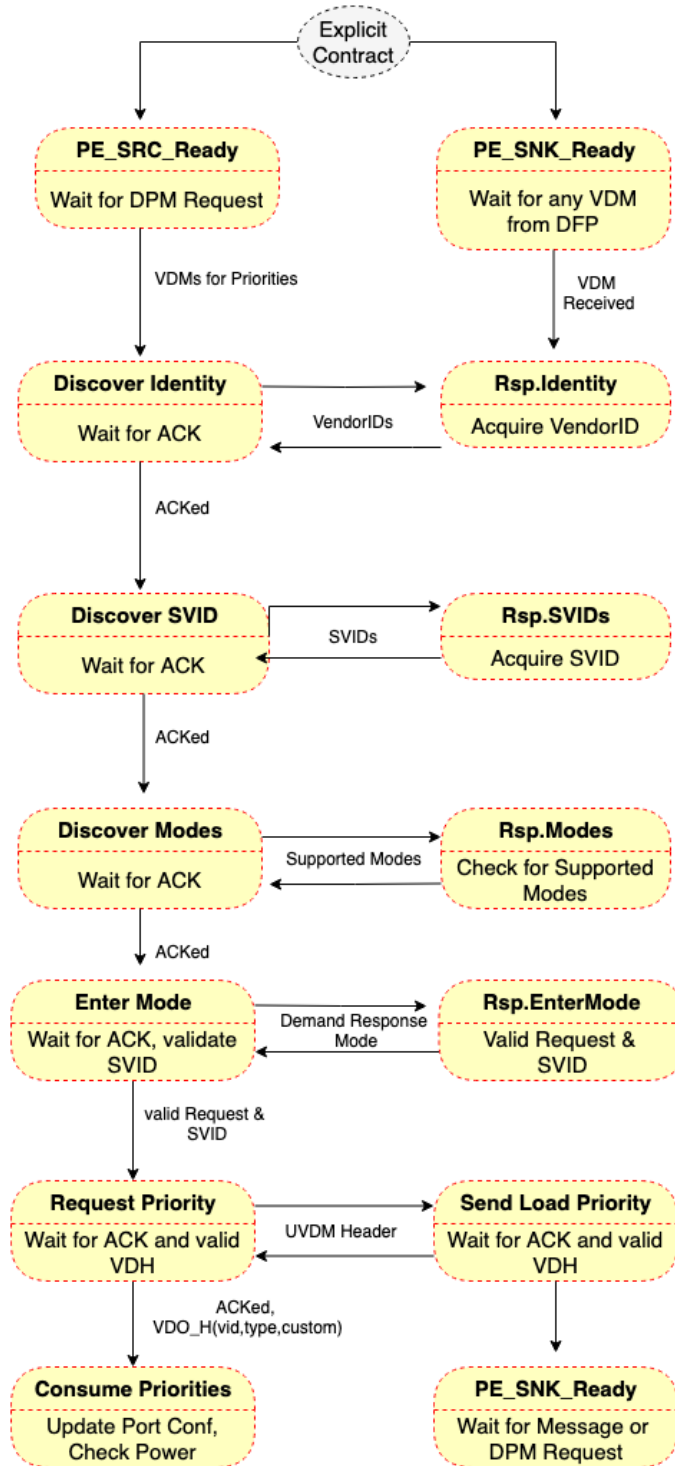 Explicit
Contract
PE_SRC_Ready
Wait for DPM Request
PE_SNK_Ready
Wait for any VDM
from DFP
VDMs for Priorities
VDM
Received
Discover Identity
Wait for ACK
VendorIDs
Rsp.Identity
Acquire VendorID
ACKed
Discover SVID
Wait for ACK
SVIDs
Rsp.SVIDs
Acquire SVID
ACKed
Discover Modes
Wait for ACK
Supported Modes
Rsp.Modes
Check for Supported
Modes
ACKed
Enter Mode
Wait for ACK, validate
SVID
Demand Response
Mode
Rsp.EnterMode
Valid Request &
SVID
valid Request &
SVID
Request Priority
Wait for ACK and valid
VDH
UVDM Header
Send Load Priority
Wait for ACK and valid
VDH
ACKed,
VDO_H(vid,type,custom)
Consume Priorities
Update Port Conf,
Check Power
PE_SNK_Ready
Wait for Message or
DPM Request